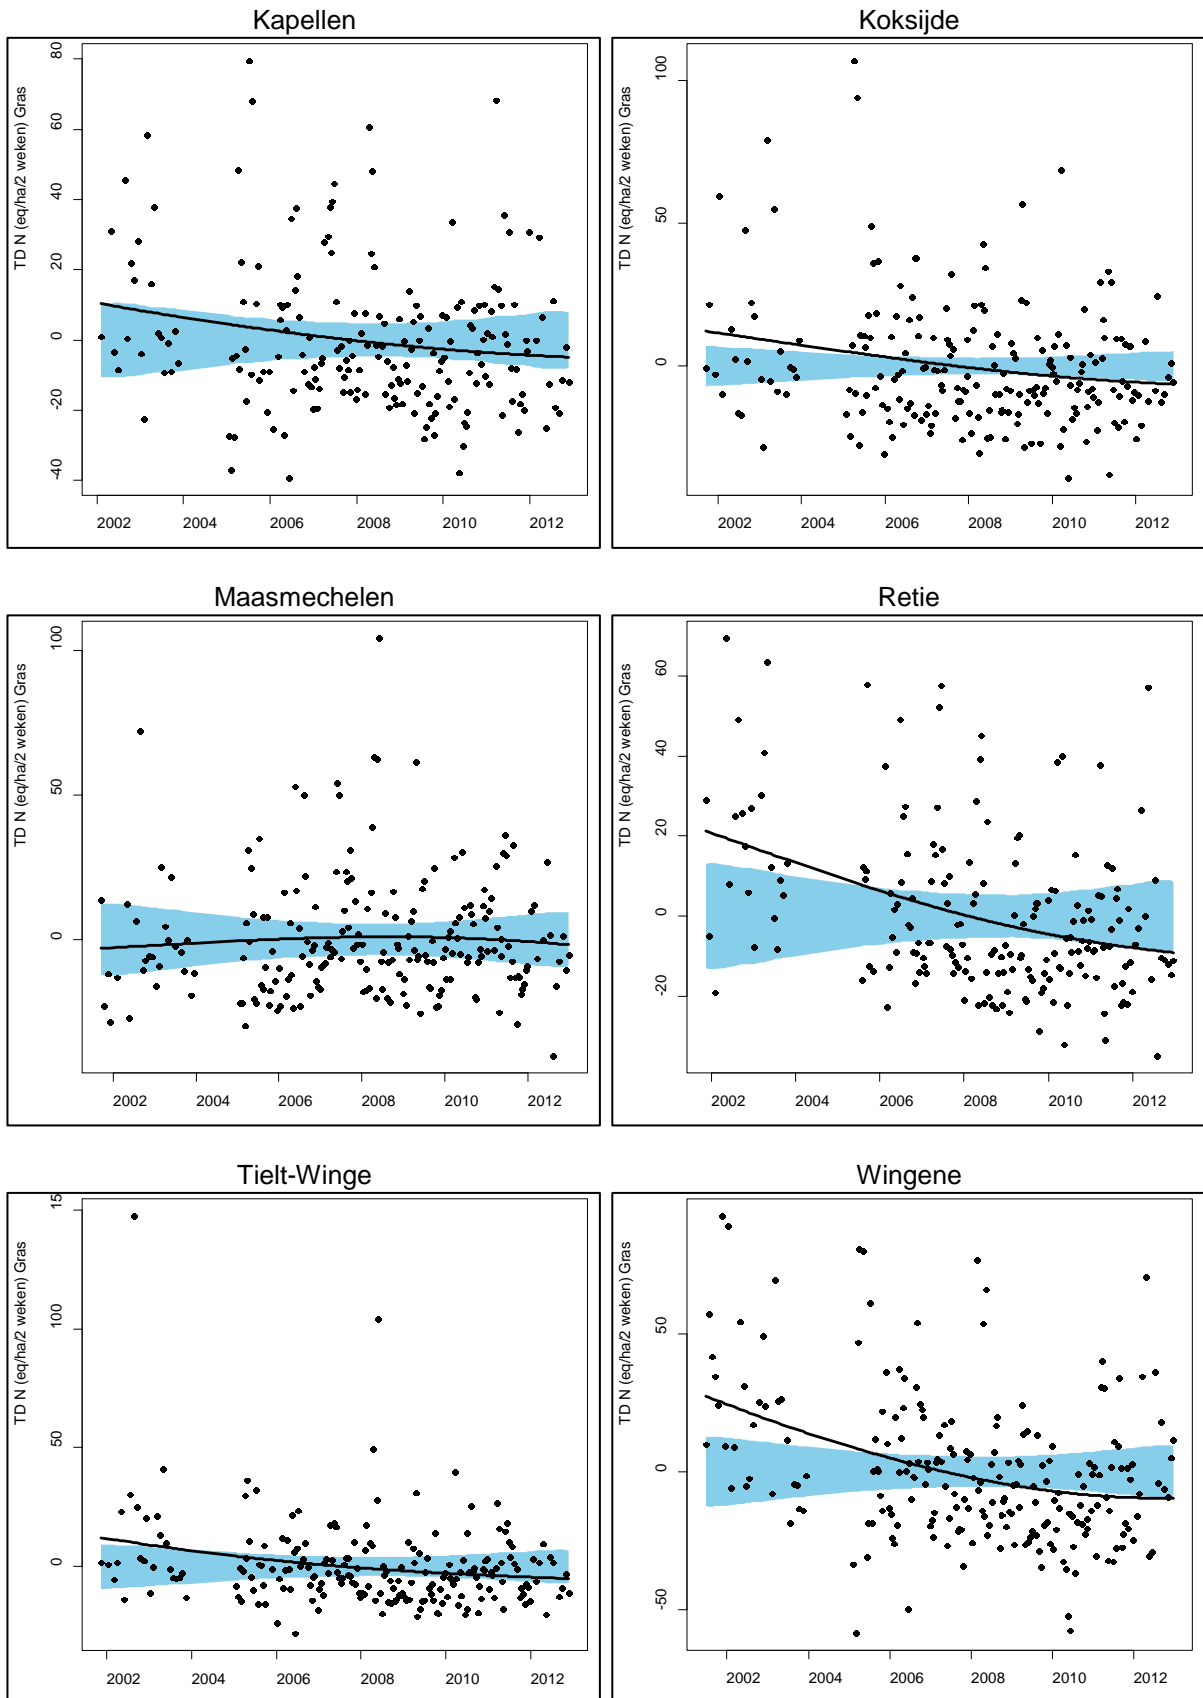 Kapellen
TD N (eq/ha/2 weken) Gras
80
60
40
20
0
-20
-40
2002 2004 2006 2008 2010 2012
Koksijde
TD N (eq/ha/2 weken) Gras
100
50
0
2002 2004 2006 2008 2010 2012
Maasmechelen
TD N (eq/ha/2 weken) Gras
100
50
0
2002 2004 2006 2008 2010 2012
Retie
TD N (eq/ha/2 weken) Gras
60
40
20
0
-20
2002 2004 2006 2008 2010 2012
Tielt-Winge
TD N (eq/ha/2 weken) Gras
15
100
50
0
2002 2004 2006 2008 2010 2012
Wingene
TD N (eq/ha/2 weken) Gras
50
0
-50
2002 2004 2006 2008 2010 2012